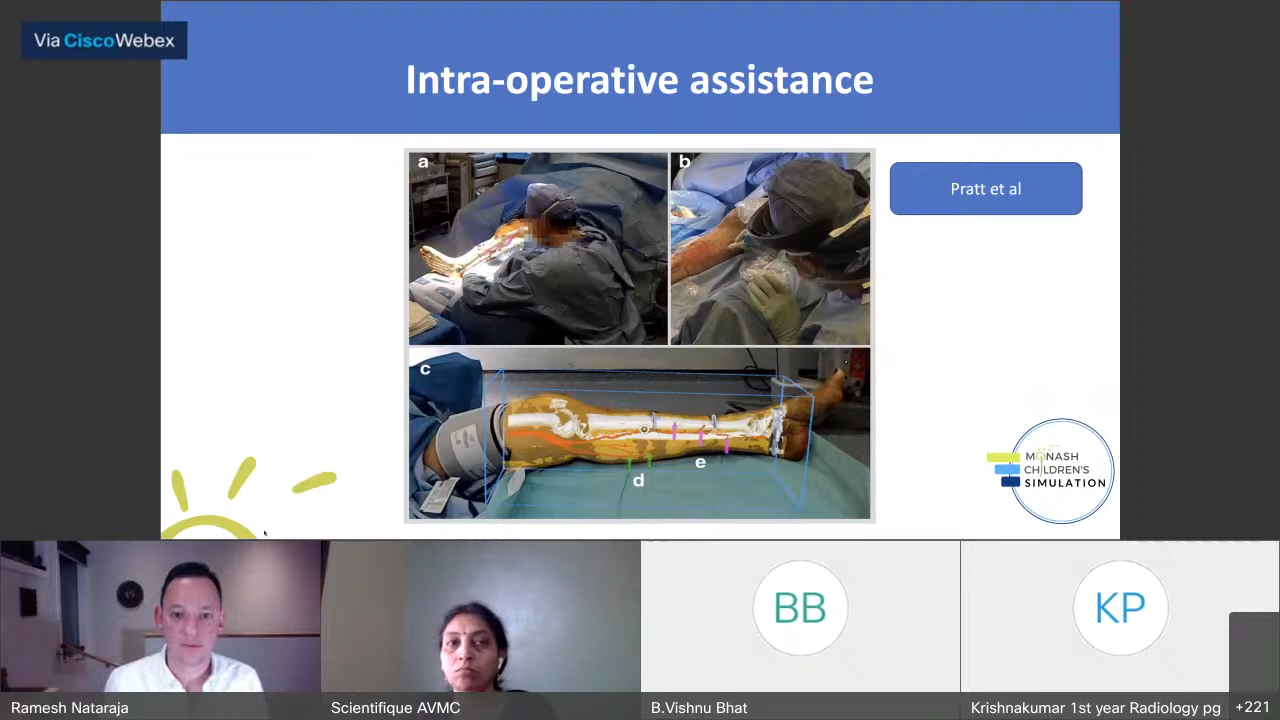 Via CiscoWebex
Intra-operative assistance
a
b
Pratt et al
c
d
e
MONASH
CHILDREN'S
SIMULATION
BB
KP
Ramesh Nataraja
Scientifique AVMC
B.Vishnu Bhat
Krishnakumar 1st year Radiology pg
+221